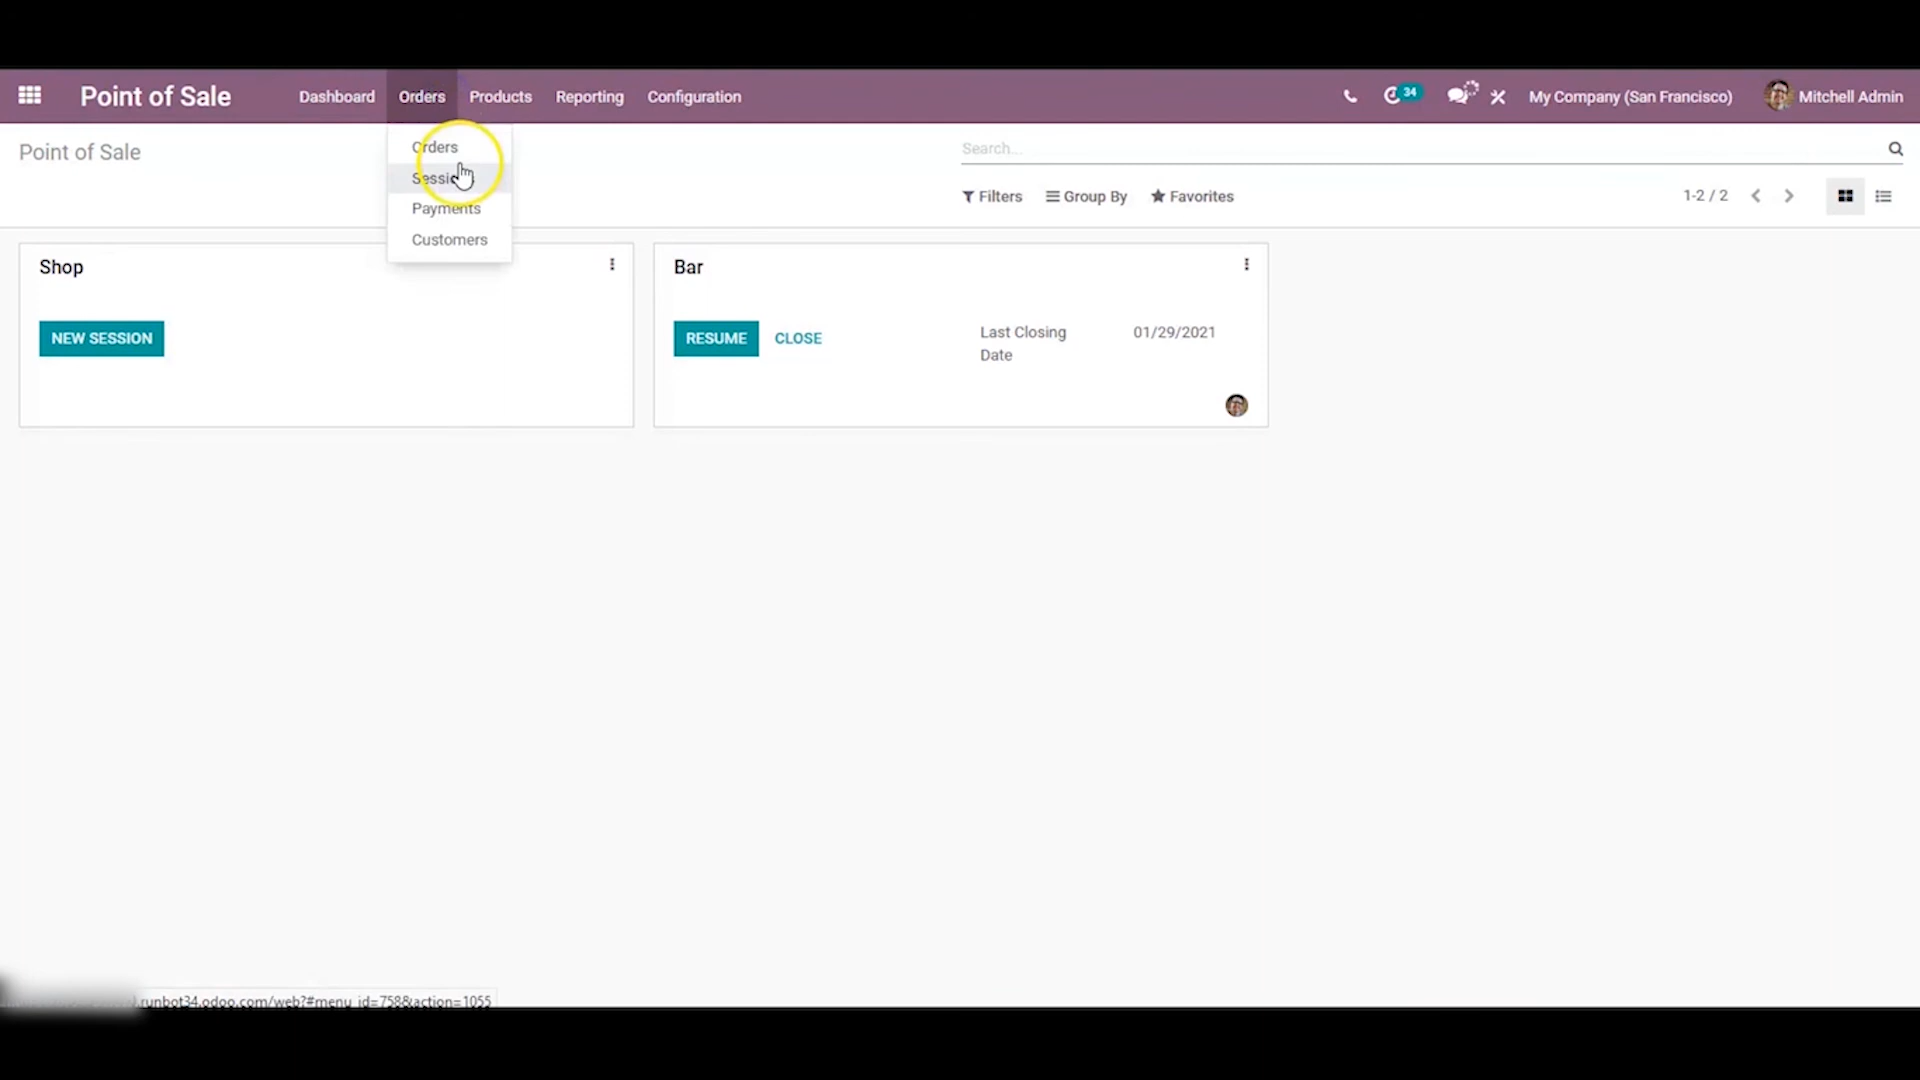 Point of Sale
Dashboard
Orders
Products
Reporting
Configuration
34
My Company (San Francisco)
Mitchell Admin
Point of Sale
Search...
Orders
Sessions
Payments
Customers
Filters
Group By
Favorites
1-2 / 2
Shop
NEW SESSION
Bar
RESUME
CLOSE
Last Closing
Date
01/29/2021
.runbot34.odoo.com/web?#menu_id=758&action=1055